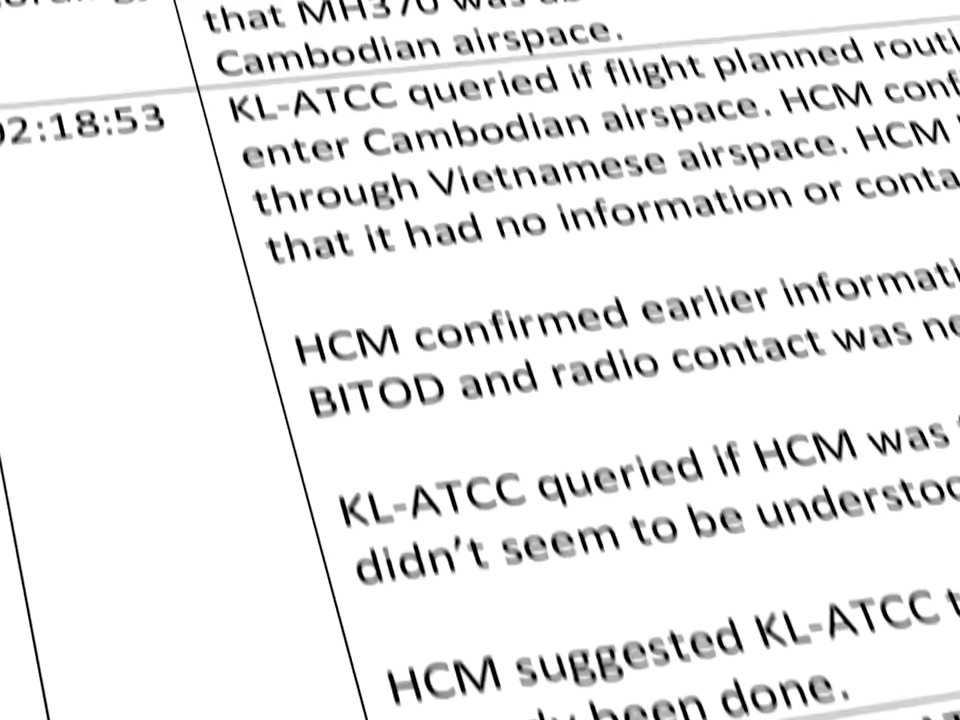 that MH370 was
Cambodian airspace.
02:18:53
KL-ATCC queried if flight planned
enter Cambodian airspace. HCM
through Vietnamese airspace. HCM
that it had no information or
HCM confirmed earlier
BITOD and radio contact was
KL-ATCC queried if HCM was
didn't seem to be
HCM suggested KL-ATCC
been done.